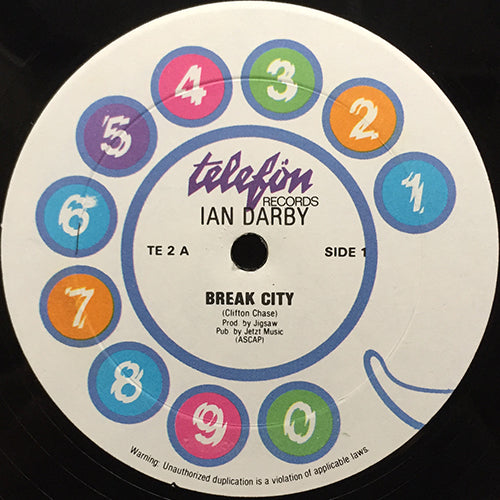 5
4
3
2
1
6
7
8
9
0
telefön
RECORDS
IAN DARBY
TE 2 A SIDE 1
BREAK CITY
(Clifton Chase)
Prod by Jigsaw
Pub by Jetzt Music
(ASCAP)
Warning: Unauthorized duplication is a violation of applicable laws.